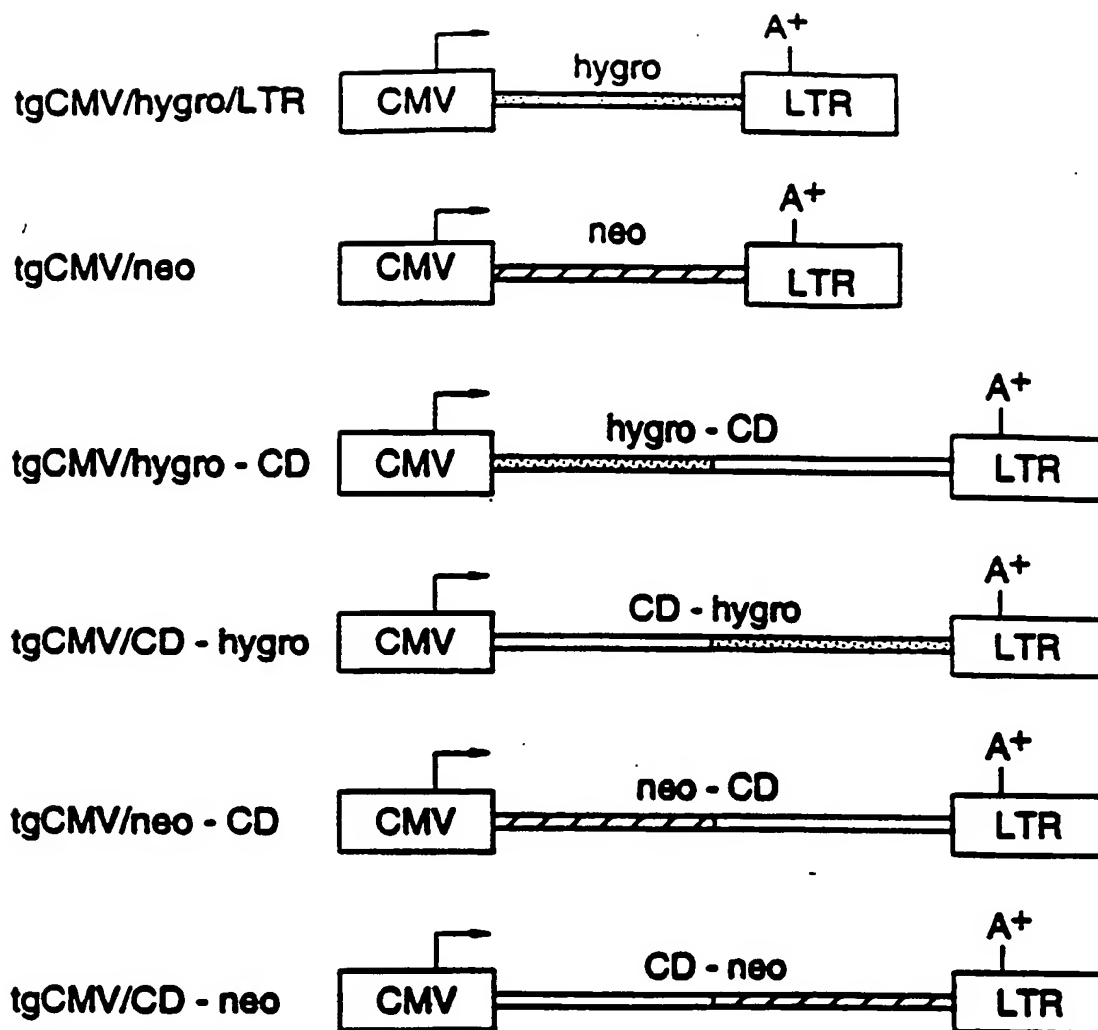 A+
hygro
tgCMV/hygro/LTR CMV LTR
A+
neo
tgCMV/neo CMV LTR
A+
hygro - CD
tgCMV/hygro - CD CMV LTR
A+
CD - hygro
tgCMV/CD - hygro CMV LTR
A+
neo - CD
tgCMV/neo - CD CMV LTR
A+
CD - neo
tgCMV/CD - neo CMV LTR